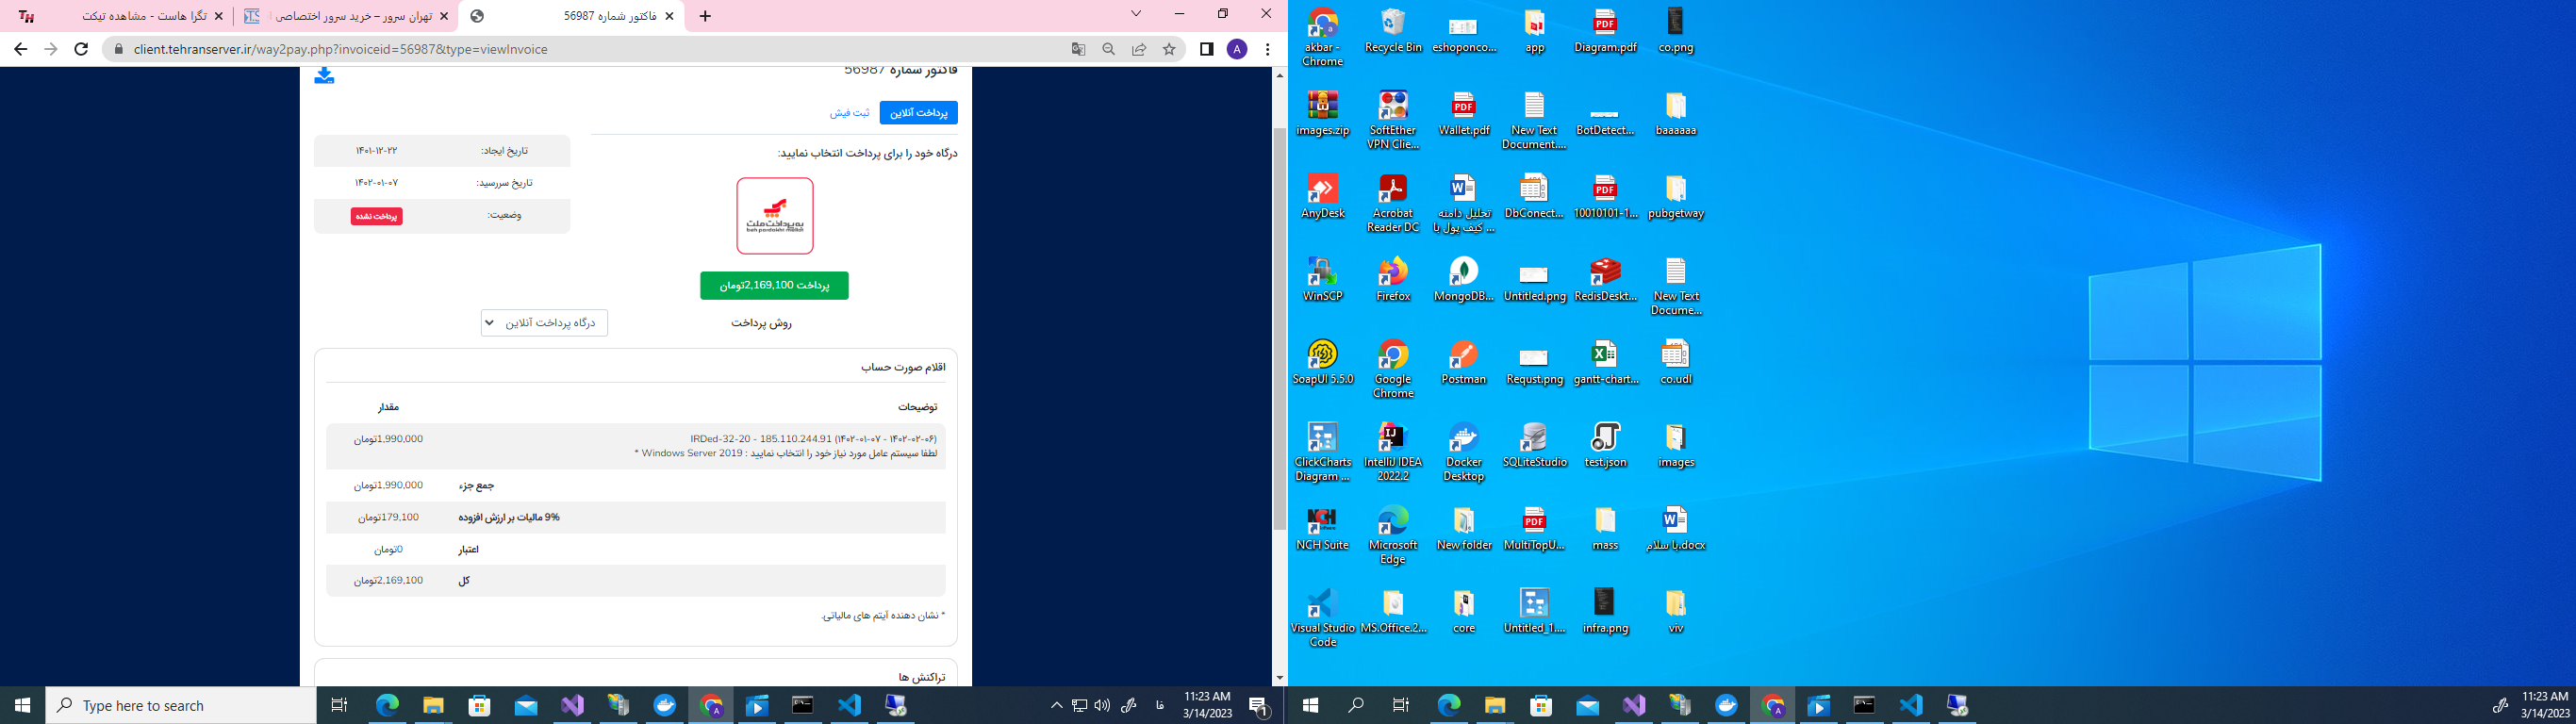 تگرا هاست - مشاهده تیکت
تهران سرور – خرید سرور اختصاصی ا
فاکتور شماره 56987
client.tehranserver.ir/way2pay.php?invoiceid=56987&type=viewInvoice
A
فاکتور شماره 56987
پرداخت آنلاین
ثبت فیش
درگاه خود را برای پرداخت انتخاب نمایید:
به پرداخت ملت
beh pardakht mellat
پرداخت 2,169,100تومان
روش پرداخت
درگاه پرداخت آنلاین
تاریخ ایجاد: ۱۴۰۱-۱۲-۲۲
تاریخ سررسید: ۱۴۰۲-۰۱-۰۷
وضعیت: پرداخت نشده
اقلام صورت حساب
توضیحات مقدار
IRDed-32-20 - 185.110.244.91 (۱۴۰۲-۰۱-۰۷ - ۱۴۰۲-۰۲-۰۶) 1,990,000تومان
لطفا سیستم عامل مورد نیاز خود را انتخاب نمایید : Windows Server 2019 *
جمع جزء 1,990,000تومان
9% مالیات بر ارزش افزوده 179,100تومان
اعتبار 0تومان
کل 2,169,100تومان
* نشان دهنده آیتم های مالیاتی.
تراکنش ها
Type here to search
فا
11:23 AM
3/14/2023
1
akbar - Chrome
Recycle Bin
eshoponco...
app
Diagram.pdf
co.png
images.zip
SoftEther VPN Clie...
Wallet.pdf
New Text Document....
BotDetect...
baaaaaa
AnyDesk
Acrobat Reader DC
تحلیل دامنه کیف پول با ...
DbConect...
10010101-1...
pubgetway
WinSCP
Firefox
MongoDB...
Untitled.png
RedisDeskt...
New Text Docume...
SoapUI 5.5.0
Google Chrome
Postman
Requst.png
gantt-chart...
co.udl
ClickCharts Diagram ...
IntelliJ IDEA 2022.2
Docker Desktop
SQLiteStudio
test.json
images
NCH Suite
Microsoft Edge
New folder
MultiTopU...
mass
با سلام.docx
Visual Studio Code
MS.Office.2...
core
Untitled_1....
infra.png
viv
11:23 AM
3/14/2023